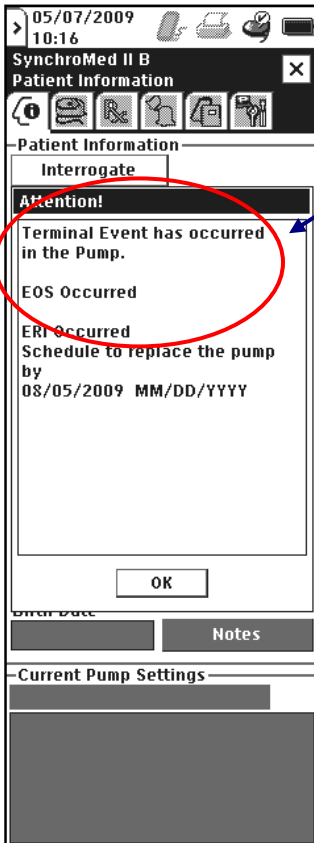 05/07/2009
10:16
SynchroMed II B
Patient Information
Patient Information
Interrogate
Attention!
Terminal Event has occurred
in the Pump.
EOS Occurred
ERI Occurred
Schedule to replace the pump
by
08/05/2009 MM/DD/YYYY
OK
Birth Date
Notes
Current Pump Settings